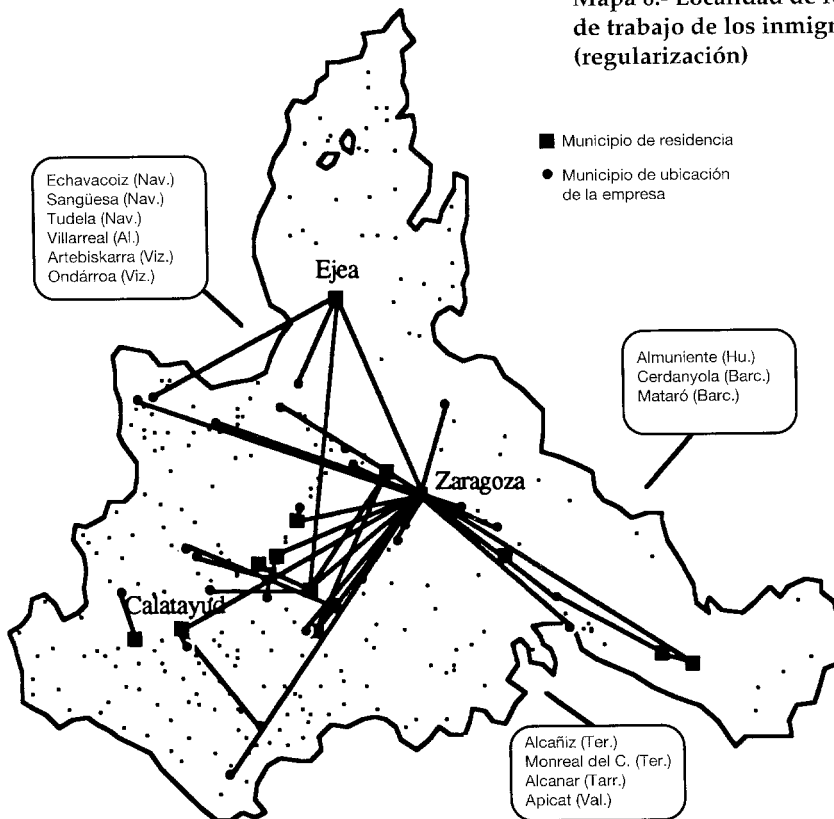 de trabajo de los inmigr
(regularización)
Municipio de residencia
Municipio de ubicación
de la empresa
Echavacoiz (Nav.)
Sangüesa (Nav.)
Tudela (Nav.)
Villarreal (Al.)
Artebiskarra (Viz.)
Ondárroa (Viz.)
Ejea
Almuniente (Hu.)
Cerdanyola (Barc.)
Mataró (Barc.)
Zaragoza
Calatayud
Alcañiz (Ter.)
Monreal del C. (Ter.)
Alcanar (Tarr.)
Apicat (Val.)